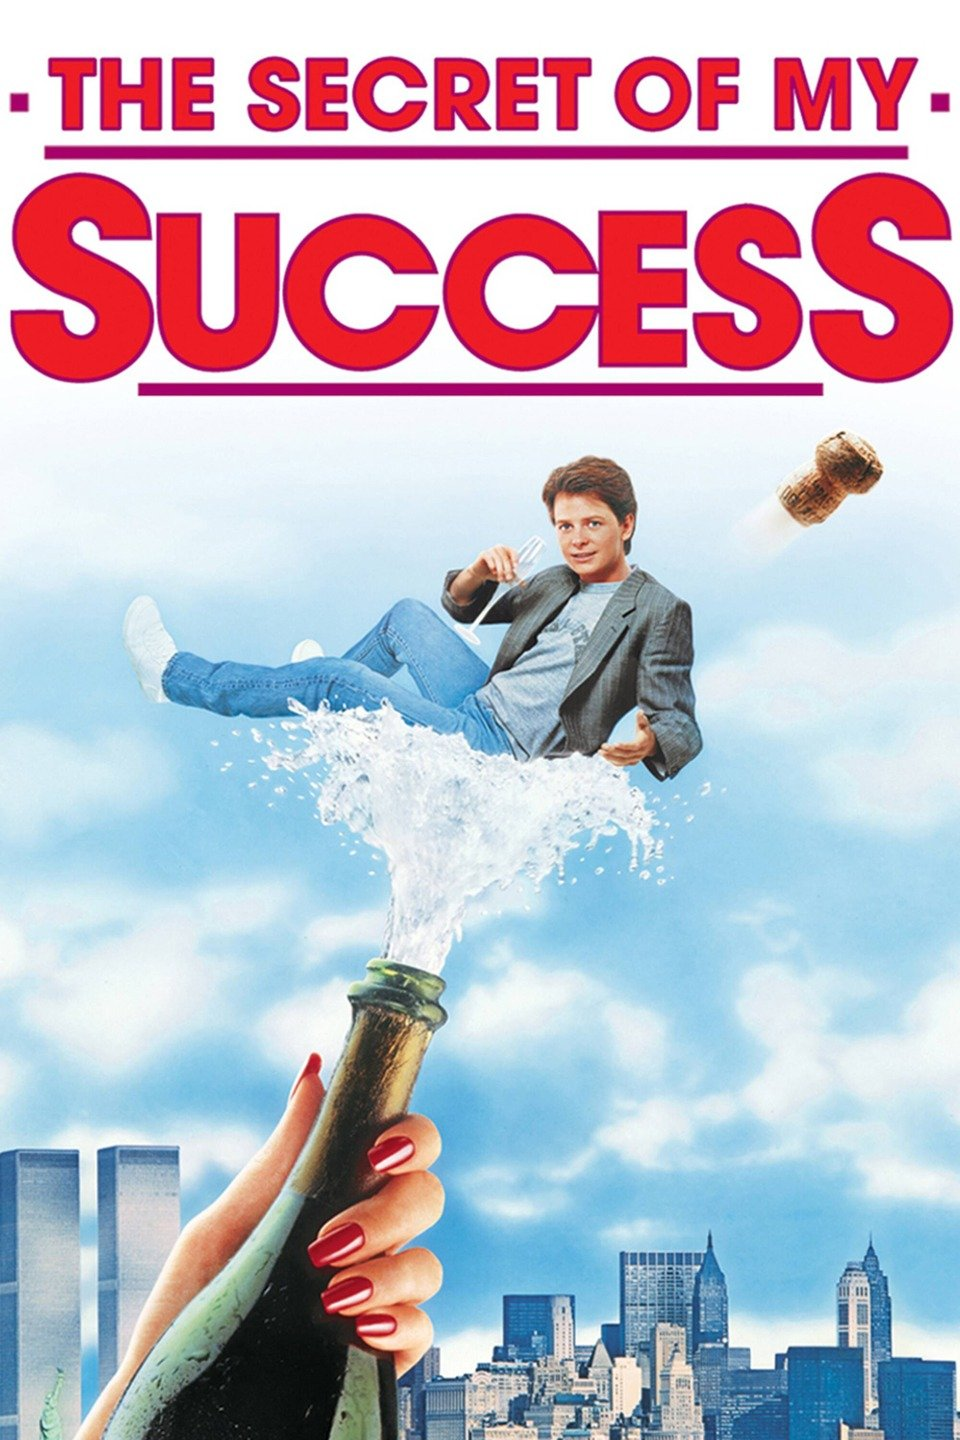 · THE SECRET OF MY ·
SUCCESS